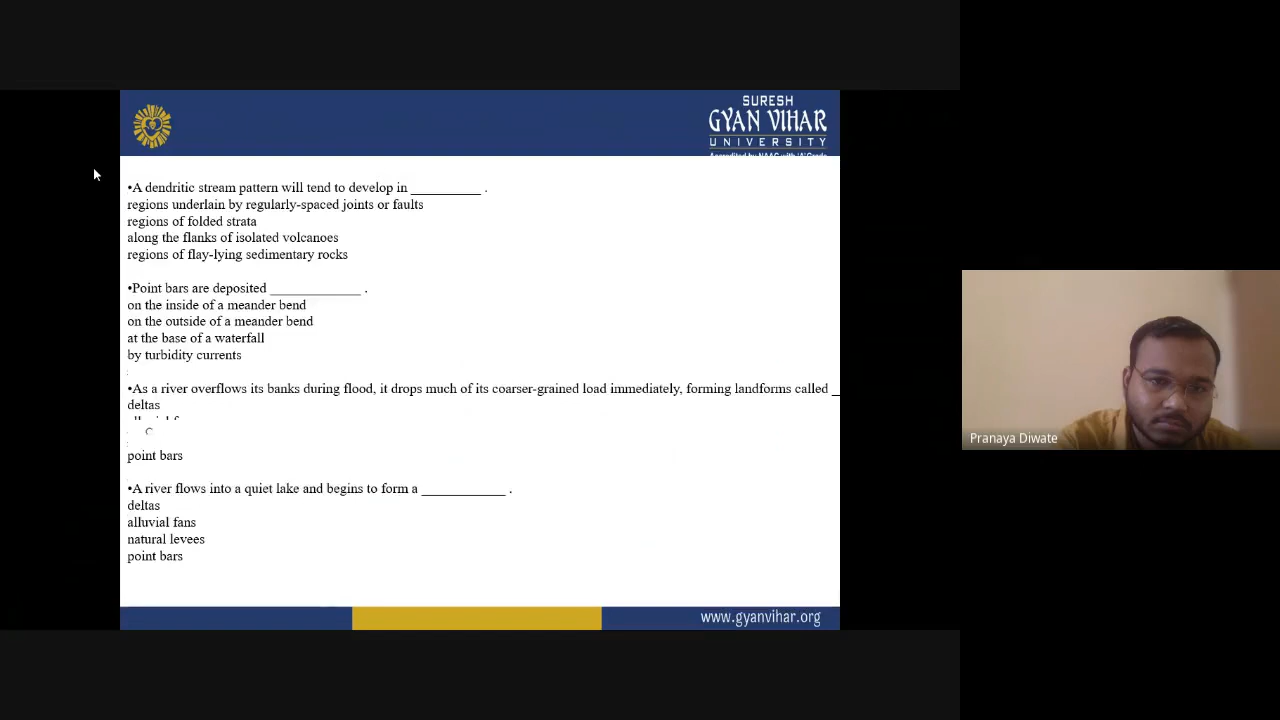 SURESH
GYAN VIHAR
UNIVERSITY
Accredited by NAAC with 'A' Grade
•A dendritic stream pattern will tend to develop in __________ .
regions underlain by regularly-spaced joints or faults
regions of folded strata
along the flanks of isolated volcanoes
regions of flay-lying sedimentary rocks
•Point bars are deposited _____________ .
on the inside of a meander bend
on the outside of a meander bend
at the base of a waterfall
by turbidity currents
•As a river overflows its banks during flood, it drops much of its coarser-grained load immediately, forming landforms called _
deltas
point bars
•A river flows into a quiet lake and begins to form a ____________ .
deltas
alluvial fans
natural levees
point bars
www.gyanvihar.org
Pranaya Diwate